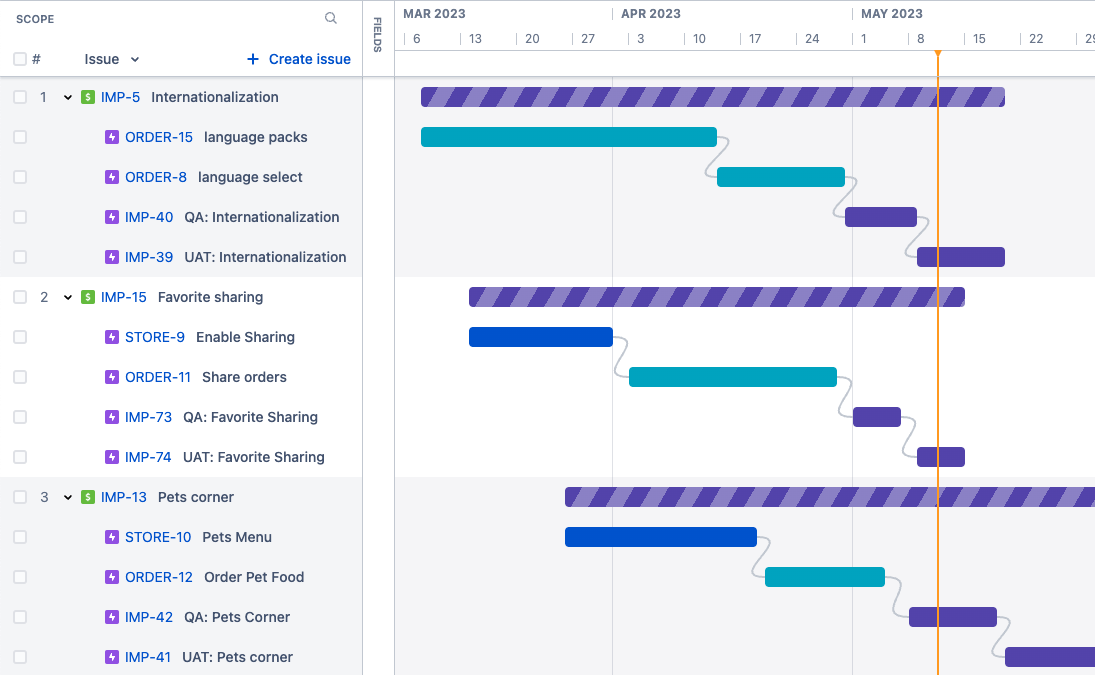 SCOPE
FIELDS
MAR 2023 APR 2023 MAY 2023
# Issue + Create issue
6 13 20 27 3 10 17 24 1 8 15 22 29
1 $ IMP-5 Internationalization
ORDER-15 language packs
ORDER-8 language select
IMP-40 QA: Internationalization
IMP-39 UAT: Internationalization
2 $ IMP-15 Favorite sharing
STORE-9 Enable Sharing
ORDER-11 Share orders
IMP-73 QA: Favorite Sharing
IMP-74 UAT: Favorite Sharing
3 $ IMP-13 Pets corner
STORE-10 Pets Menu
ORDER-12 Order Pet Food
IMP-42 QA: Pets Corner
IMP-41 UAT: Pets corner